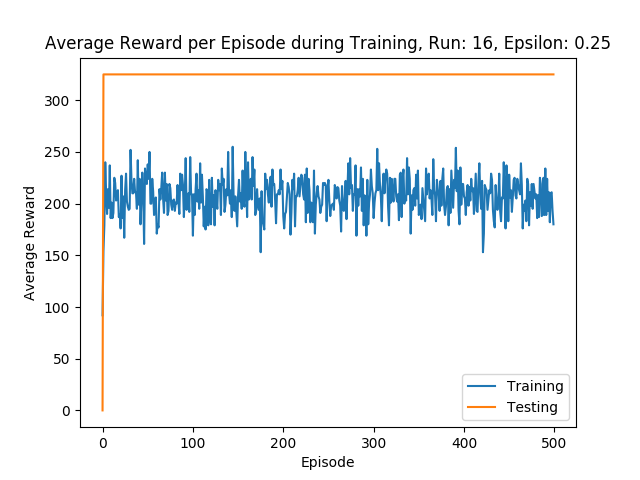 Average Reward per Episode during Training, Run: 16, Epsilon: 0.25
300
250
200
150
100
50
0
Average Reward
0 100 200 300 400 500
Episode
Training
Testing